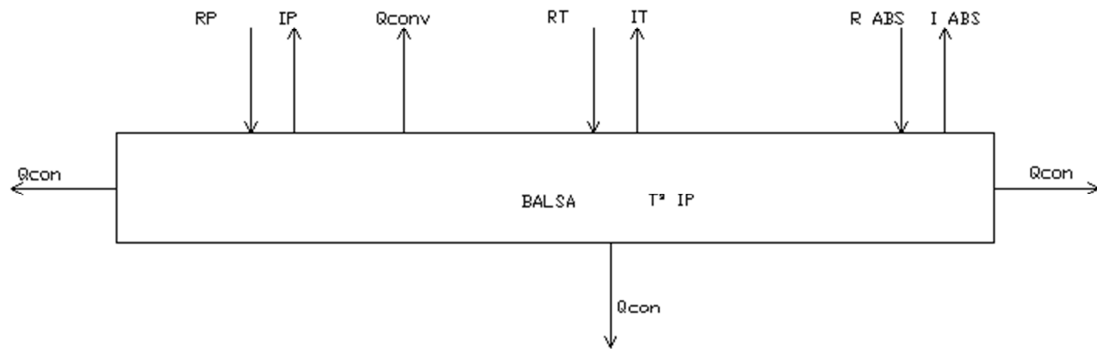 RP IP Qconv RT IT R ABS I ABS
Qcon Qcon
BALSA Tª IP
Qcon